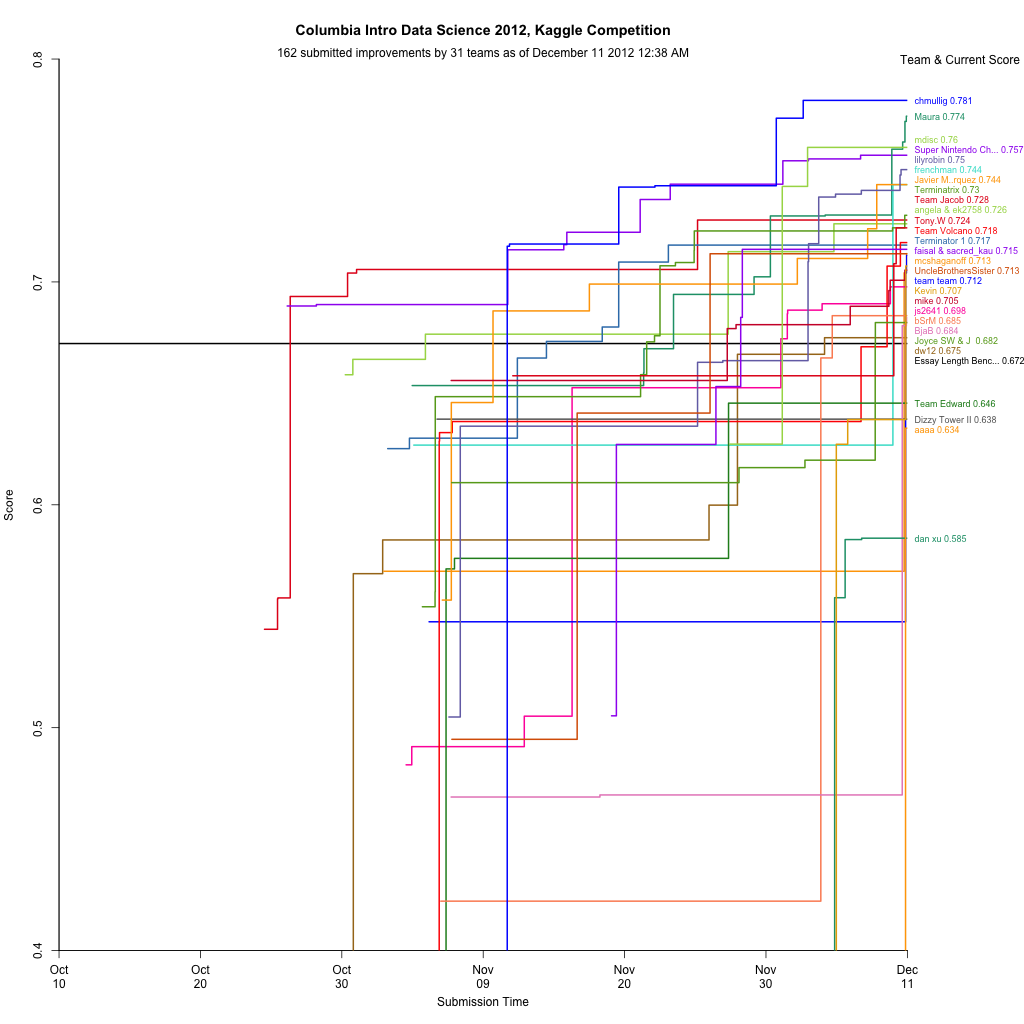 Columbia Intro Data Science 2012, Kaggle Competition
162 submitted improvements by 31 teams as of December 11 2012 12:38 AM
Team & Current Score
0.8
0.7
0.6
0.5
0.4
Score
chmullig 0.781
Maura 0.774
mdisc 0.76
Super Nintendo Ch... 0.757
lilyrobin 0.75
frenchman 0.744
Javier M..rquez 0.744
Terminatrix 0.73
Team Jacob 0.728
angela & ek2758 0.726
Tony.W 0.724
Team Volcano 0.718
Terminator 1 0.717
faisal & sacred_kau 0.715
mcshaganoff 0.713
UncleBrothersSister 0.713
team team 0.712
Kevin 0.707
mike 0.705
js2641 0.698
bSrM 0.685
BjaB 0.684
Joyce SW & J 0.682
dw12 0.675
Essay Length Benc... 0.672
Team Edward 0.646
Dizzy Tower II 0.638
aaaa 0.634
dan xu 0.585
Oct 10
Oct 20
Oct 30
Nov 09
Nov 20
Nov 30
Dec 11
Submission Time